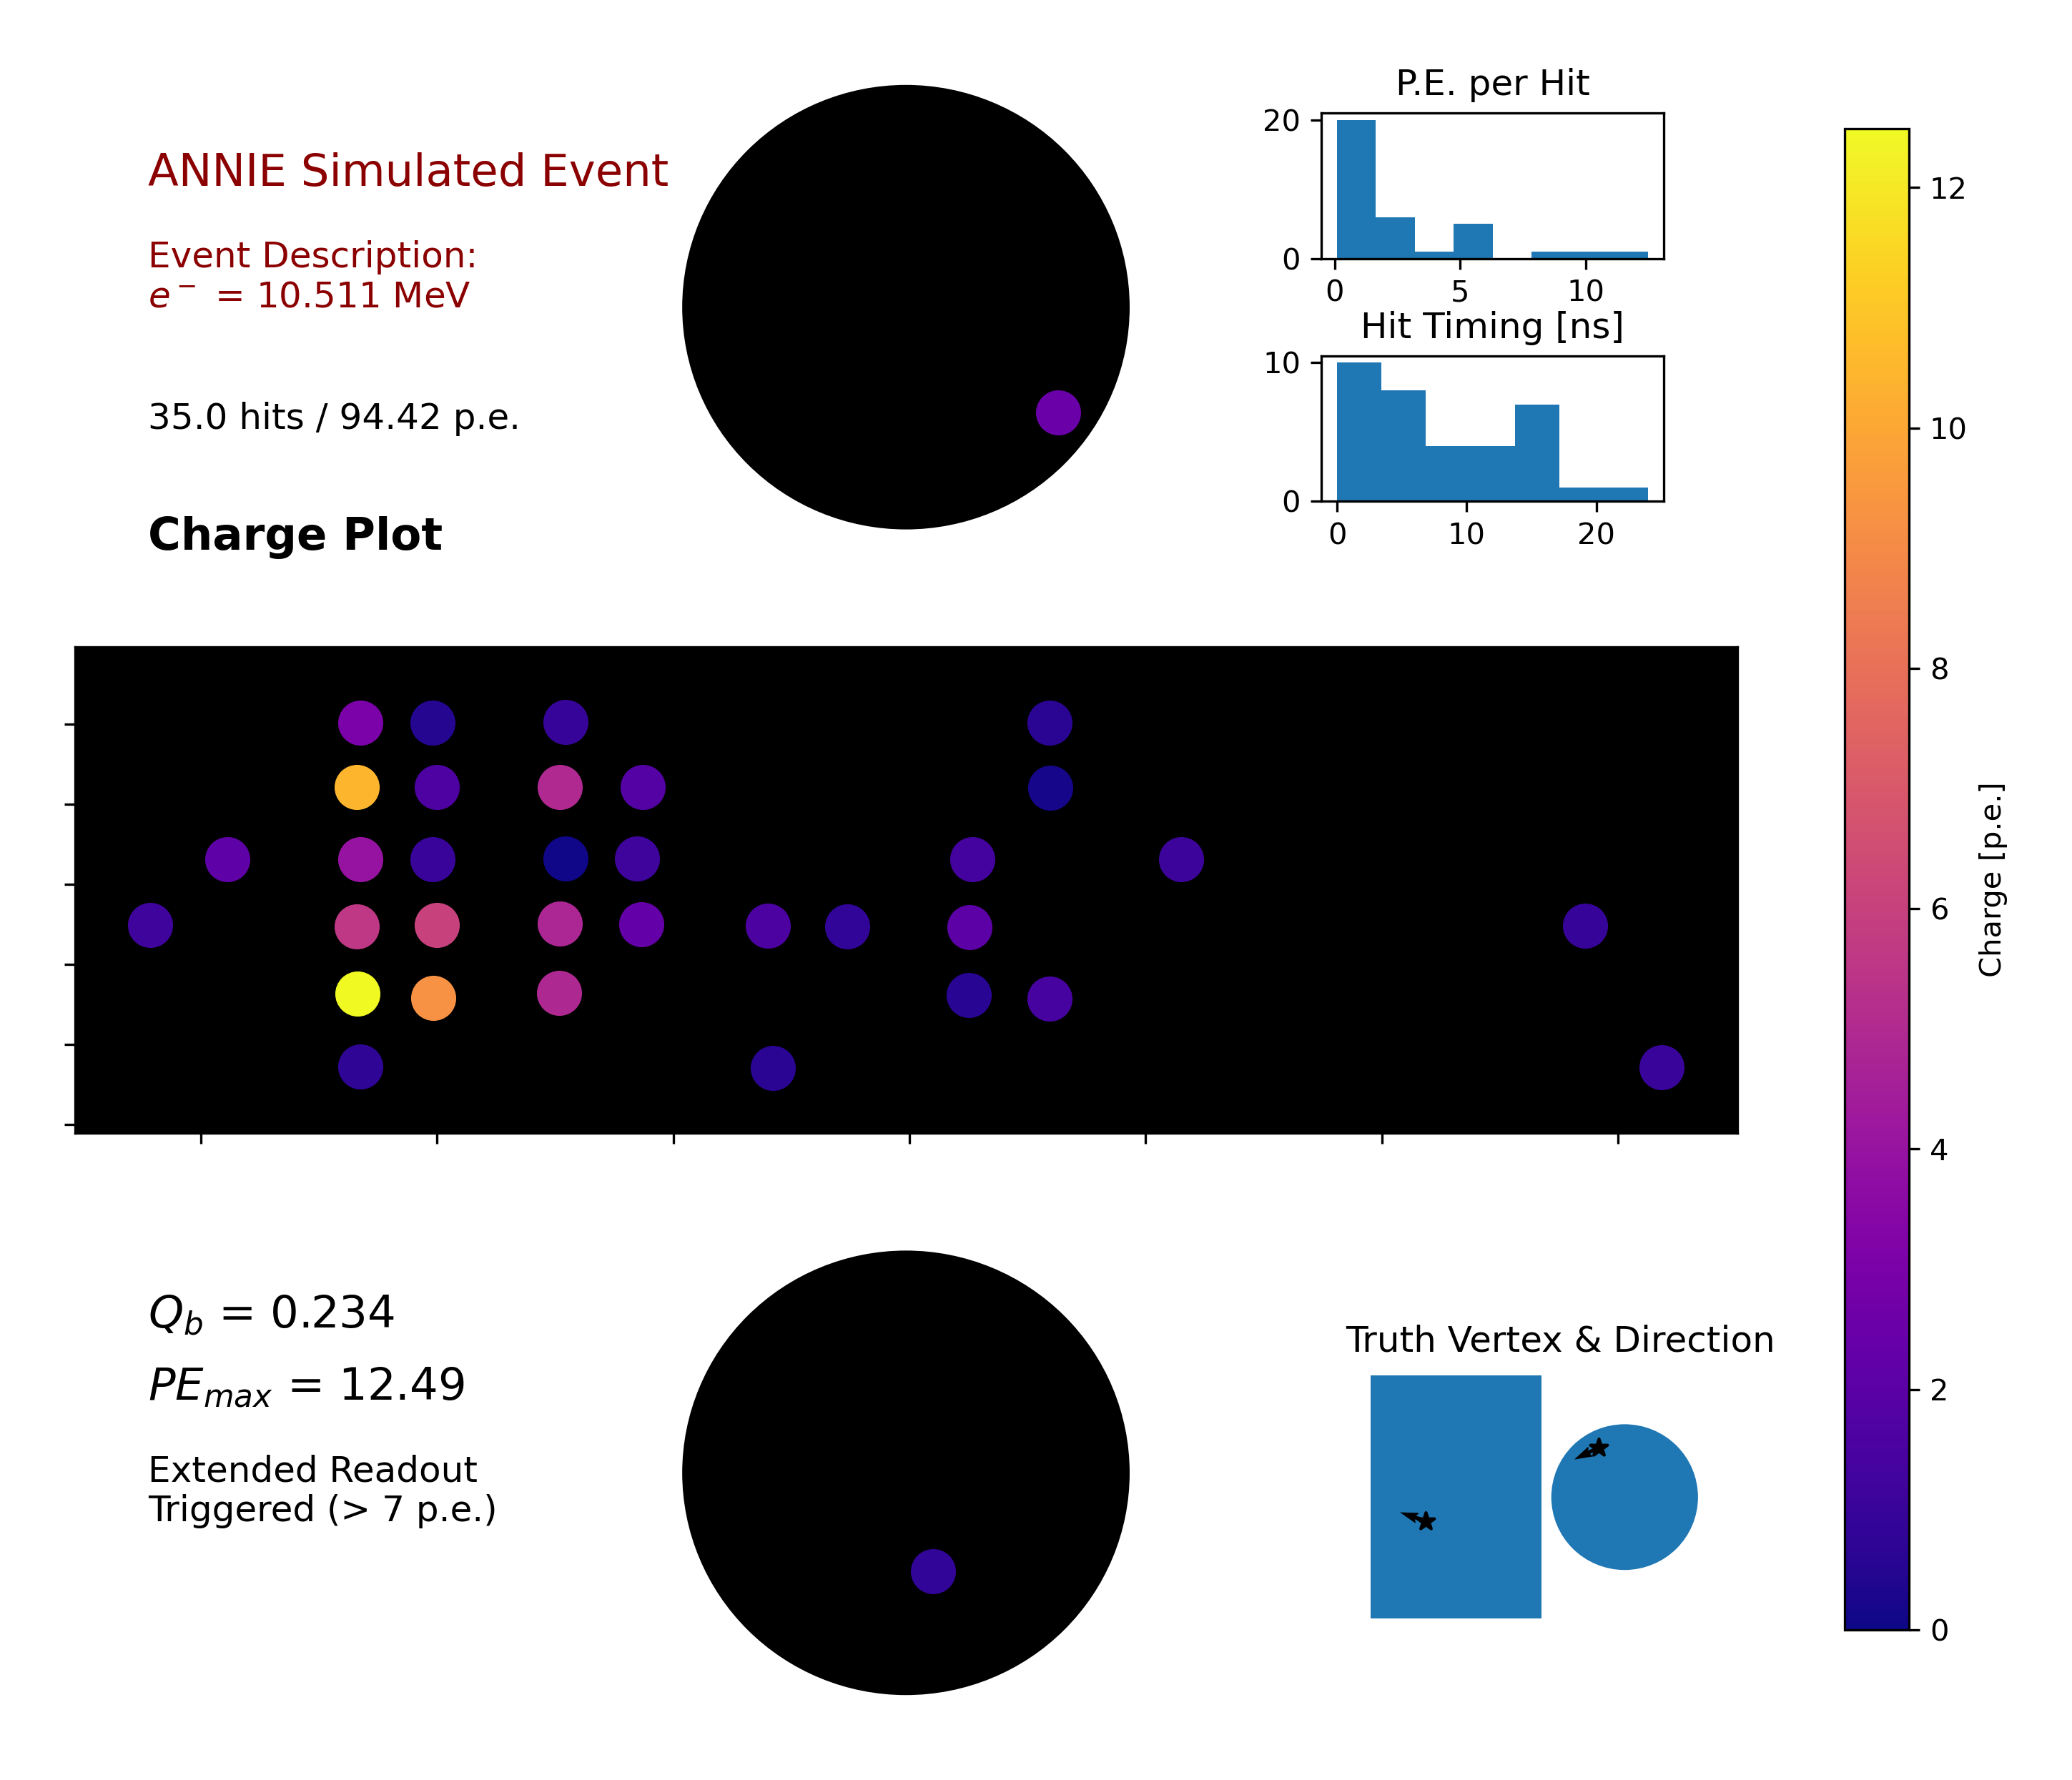 ANNIE Simulated Event
Event Description:
e⁻ = 10.511 MeV
35.0 hits / 94.42 p.e.
Charge Plot
P.E. per Hit
20
0
0 5 10
Hit Timing [ns]
10
0
0 10 20
12
10
8
6
4
2
0
Charge [p.e.]
Q_b = 0.234
PE_max = 12.49
Extended Readout
Triggered (> 7 p.e.)
Truth Vertex & Direction